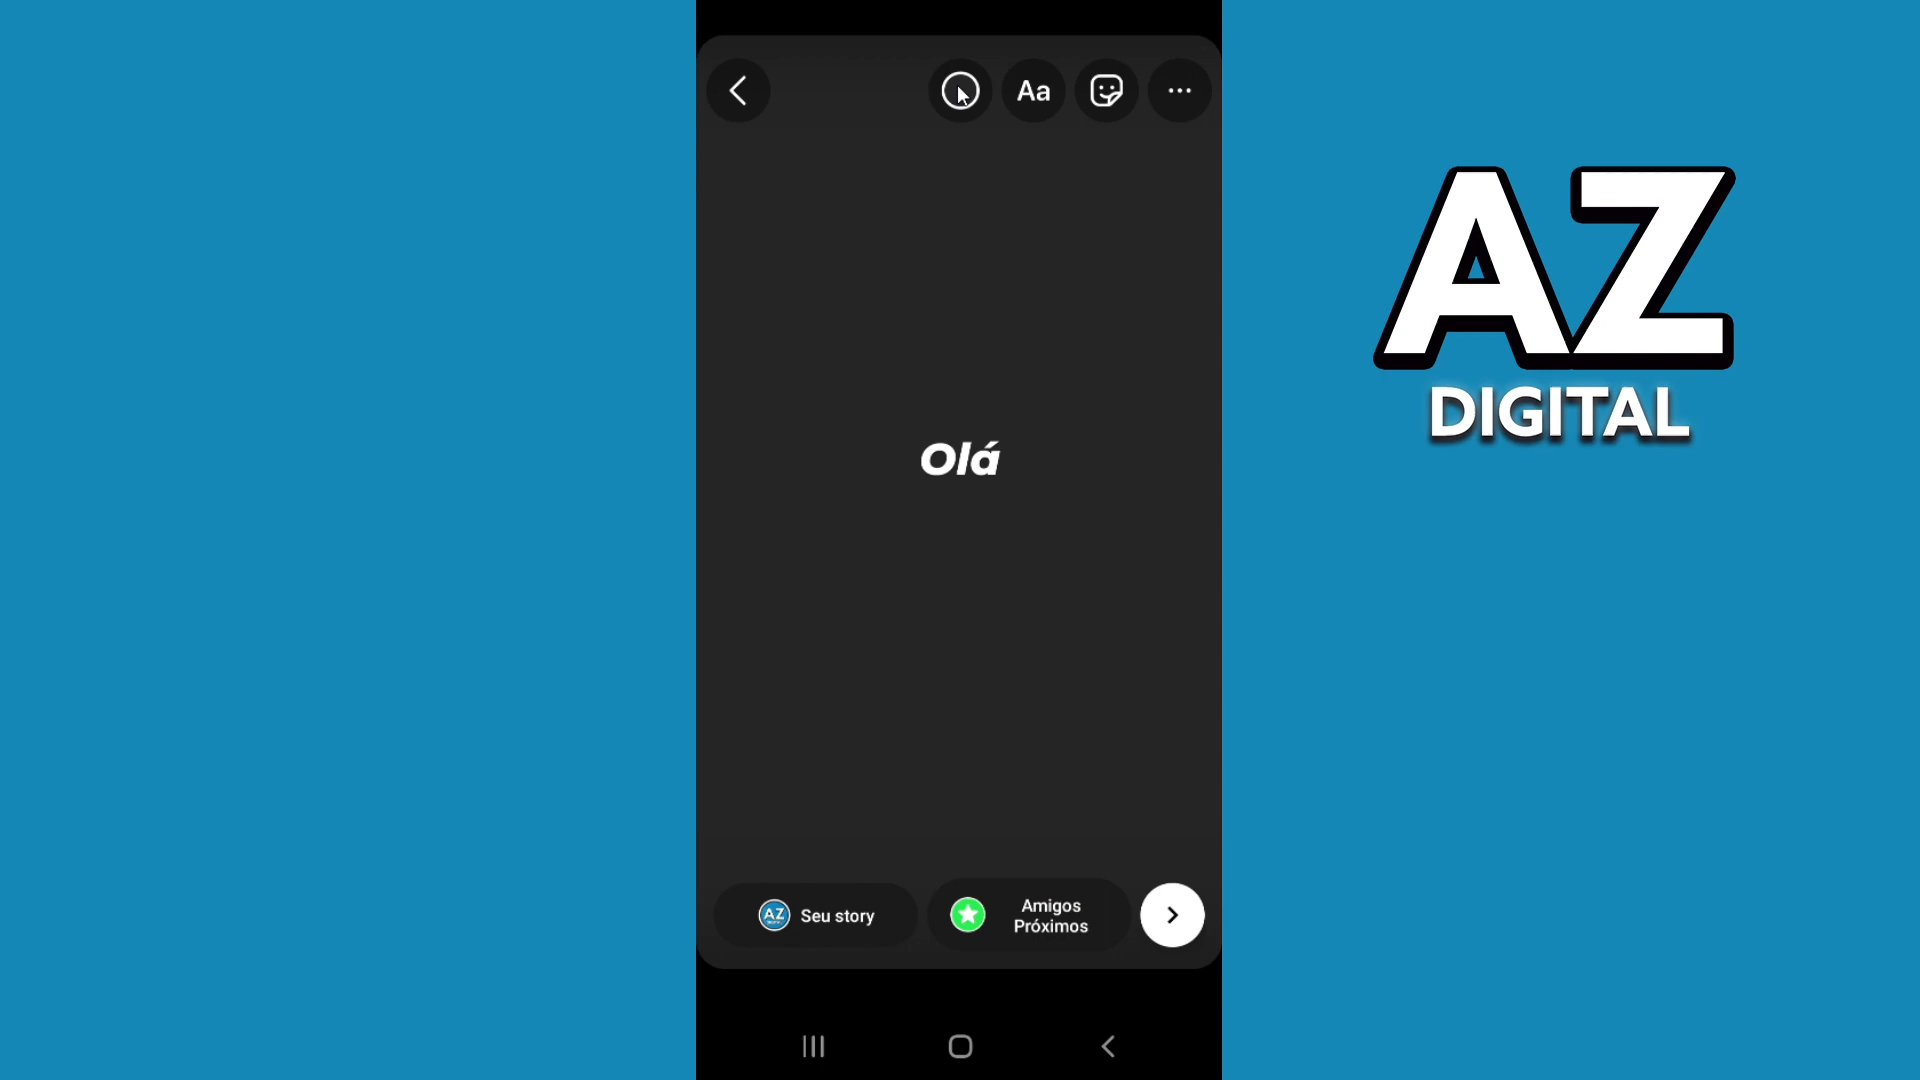 Aa
AZ
DIGITAL
Olá
AZ
Seu story
Amigos
Próximos